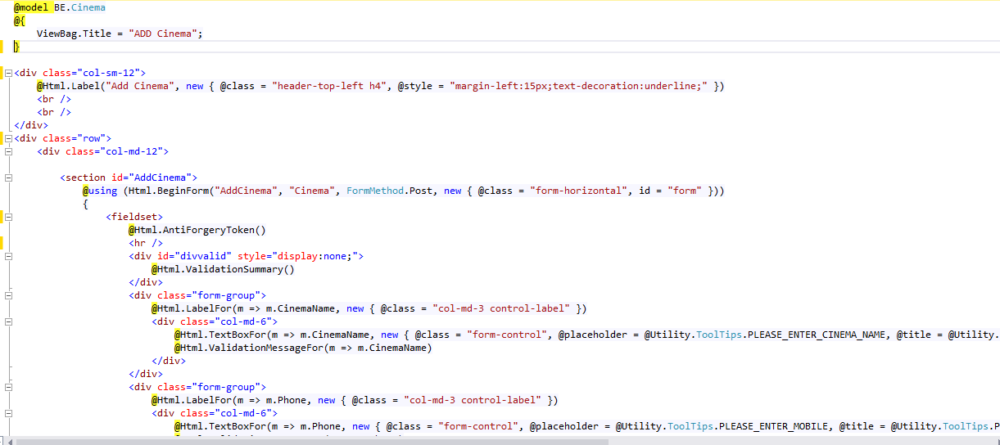 @model BE.Cinema
@{
    ViewBag.Title = "ADD Cinema";
}
<div class="col-sm-12">
    @Html.Label("Add Cinema", new { @class = "header-top-left h4", @style = "margin-left:15px;text-decoration:underline;" })
    <br />
    <br />
</div>
<div class="row">
    <div class="col-md-12">
        <section id="AddCinema">
            @using (Html.BeginForm("AddCinema", "Cinema", FormMethod.Post, new { @class = "form-horizontal", id = "form" }))
            {
                <fieldset>
                    @Html.AntiForgeryToken()
                    <hr />
                    <div id="divvalid" style="display:none;">
                        @Html.ValidationSummary()
                    </div>
                    <div class="form-group">
                        @Html.LabelFor(m => m.CinemaName, new { @class = "col-md-3 control-label" })
                        <div class="col-md-6">
                            @Html.TextBoxFor(m => m.CinemaName, new { @class = "form-control", @placeholder = @Utility.ToolTips.PLEASE_ENTER_CINEMA_NAME, @title = @Utility.
                            @Html.ValidationMessageFor(m => m.CinemaName)
                        </div>
                    </div>
                    <div class="form-group">
                        @Html.LabelFor(m => m.Phone, new { @class = "col-md-3 control-label" })
                        <div class="col-md-6">
                            @Html.TextBoxFor(m => m.Phone, new { @class = "form-control", @placeholder = @Utility.ToolTips.PLEASE_ENTER_MOBILE, @title = @Utility.ToolTips.P